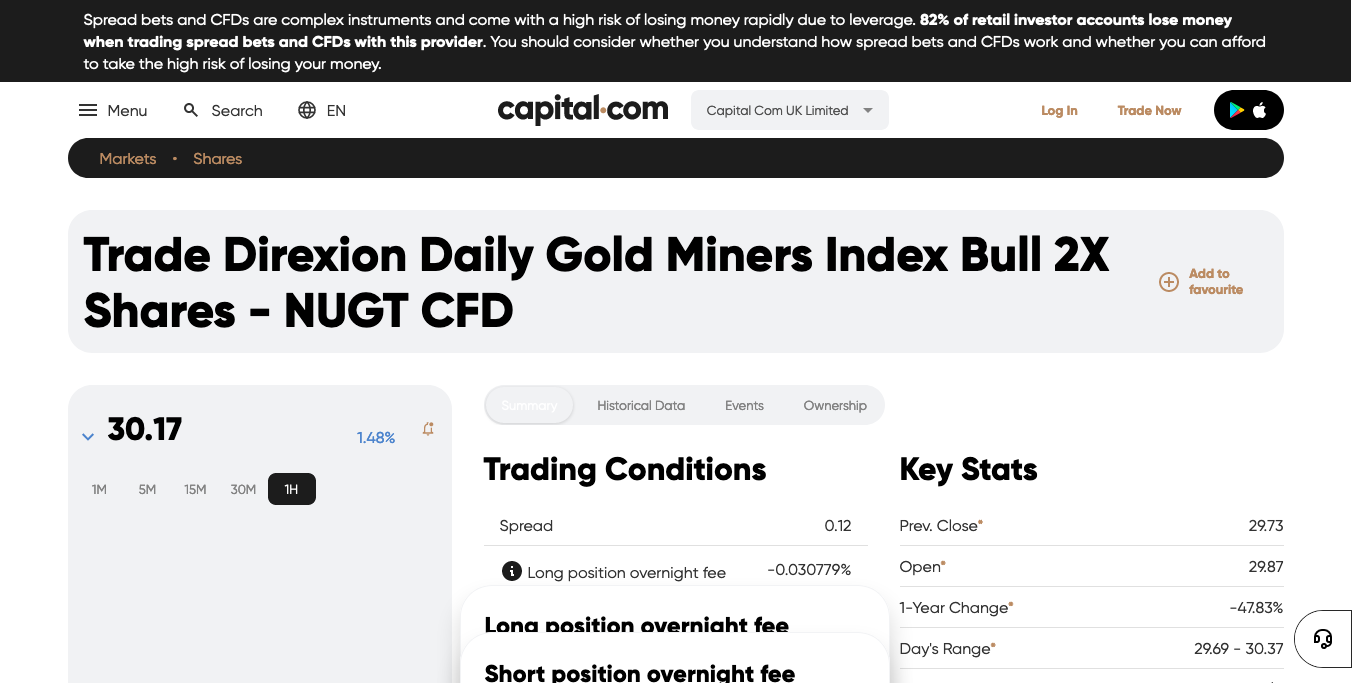 Spread bets and CFDs are complex instruments and come with a high risk of losing money rapidly due to leverage. 82% of retail investor accounts lose money
when trading spread bets and CFDs with this provider. You should consider whether you understand how spread bets and CFDs work and whether you can afford
to take the high risk of losing your money.
Menu Search EN capital.com Capital Com UK Limited Log In Trade Now
Markets • Shares
Trade Direxion Daily Gold Miners Index Bull 2X
Shares - NUGT CFD
Add to
favourite
30.17 1.48%
1M 5M 15M 30M 1H
Summary Historical Data Events Ownership
Trading Conditions
Spread 0.12
Long position overnight fee -0.030779%
Long position overnight fee
Short position overnight fee
Key Stats
Prev. Close* 29.73
Open* 29.87
1-Year Change* -47.83%
Day's Range* 29.69 - 30.37